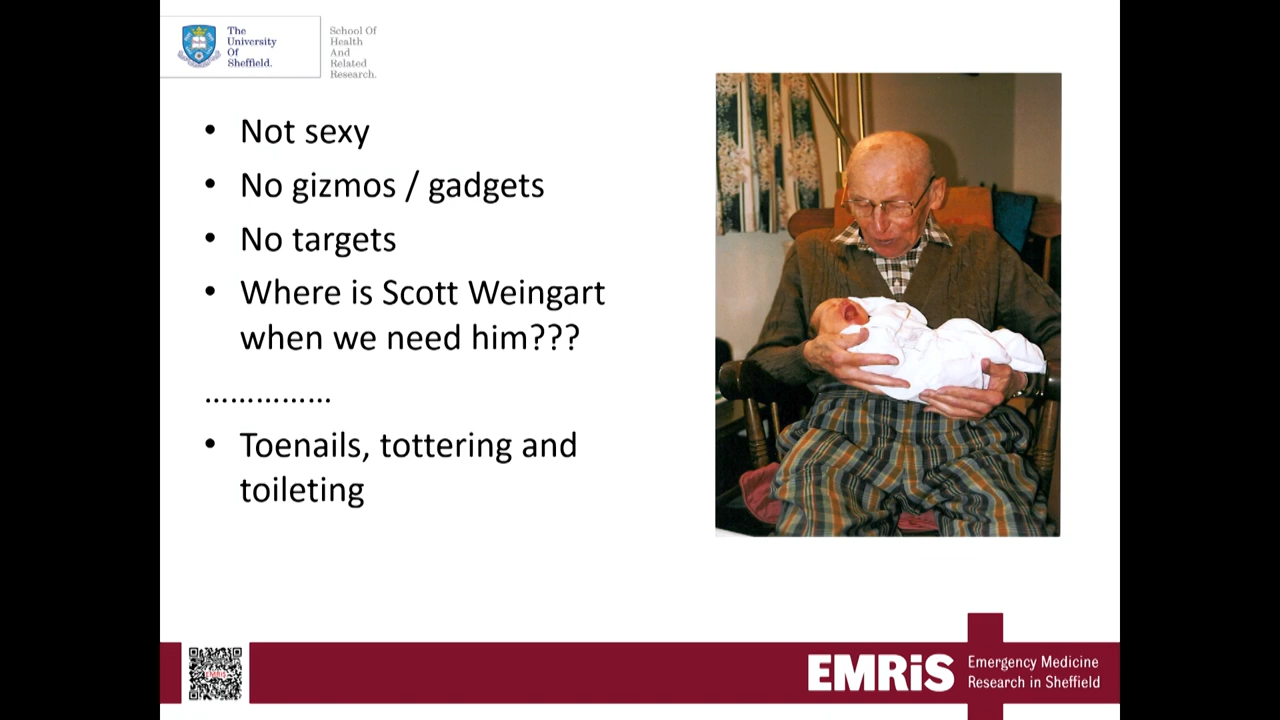 The
University
Of
Sheffield.
School Of
Health
And
Related
Research.
• Not sexy
• No gizmos / gadgets
• No targets
• Where is Scott Weingart
when we need him???
……………
• Toenails, tottering and
toileting
EMRiS
EMRiS
Emergency Medicine
Research in Sheffield